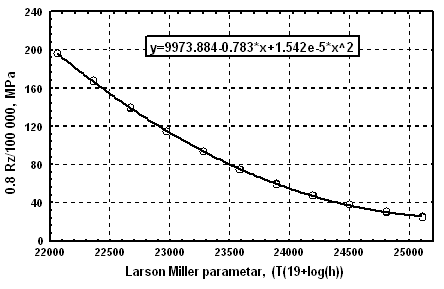 y=9973.884-0.783*x+1.542e-5*x^2
0.8 Rz/100 000, MPa
240
200
160
120
80
40
0
22000 22500 23000 23500 24000 24500 25000
Larson Miller parametar, (T(19+log(h))